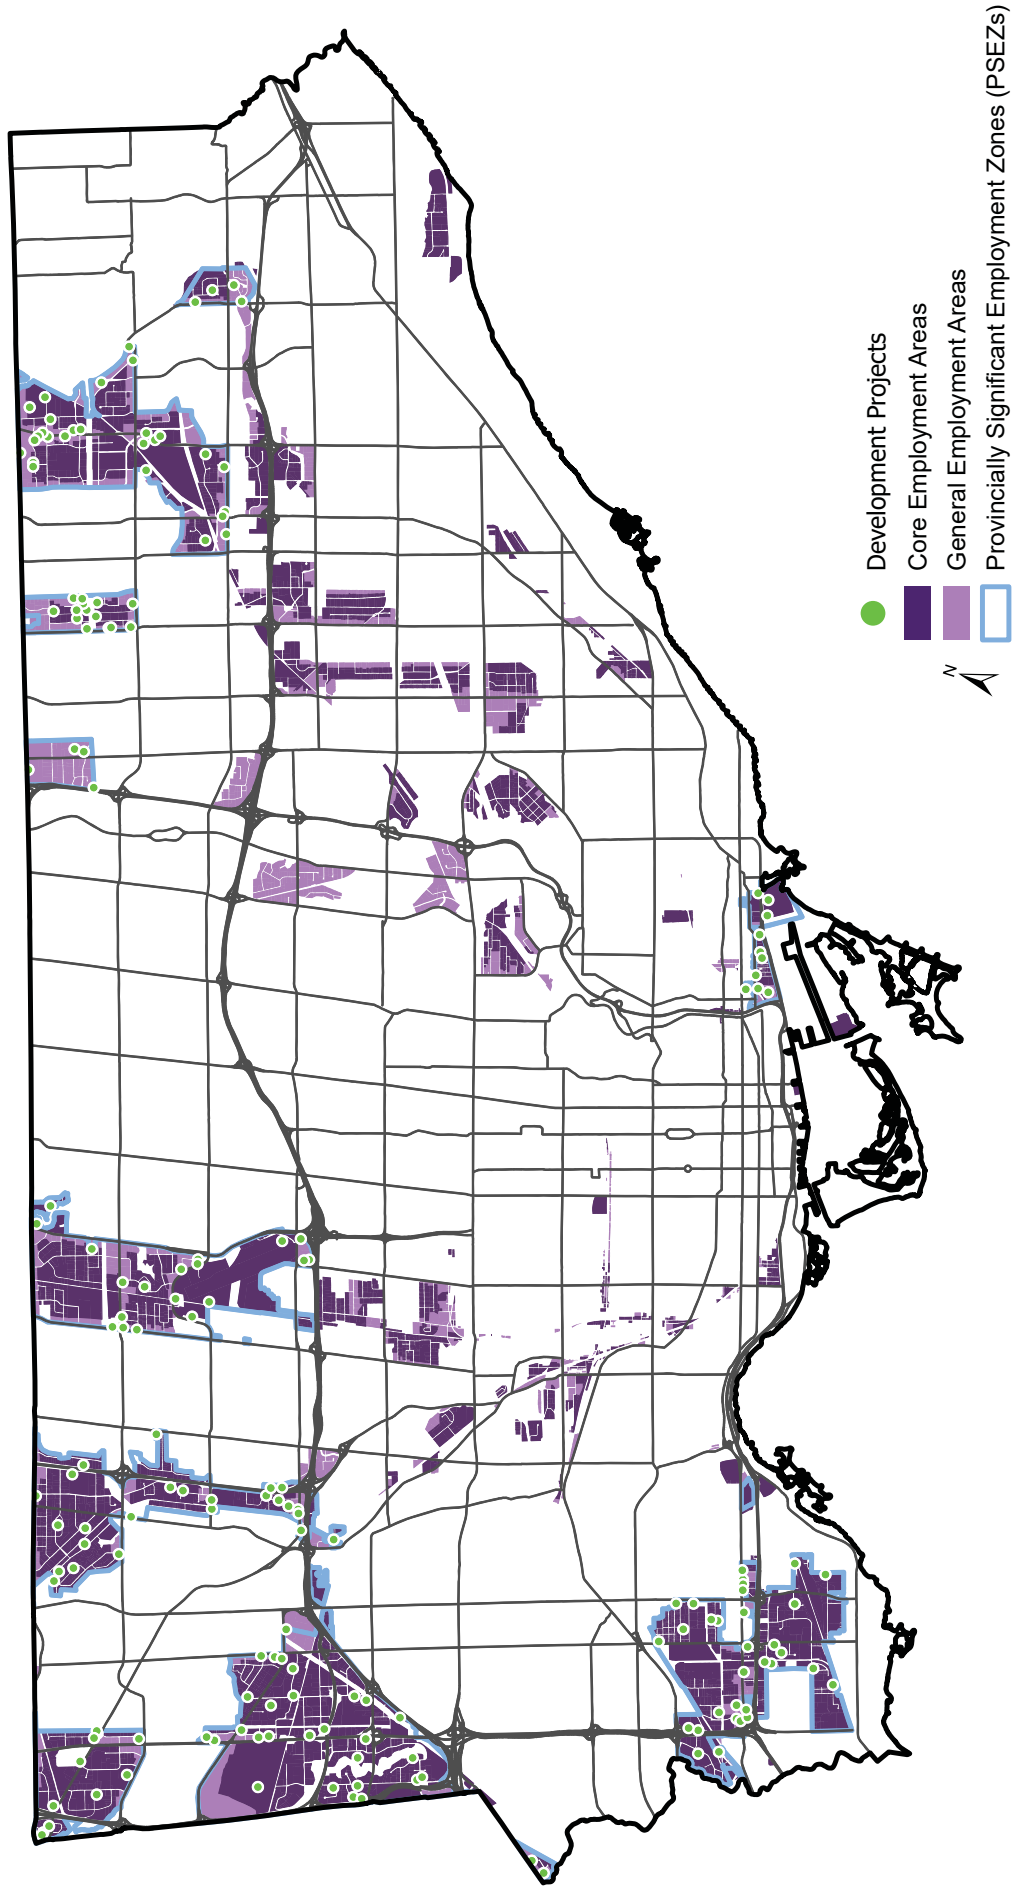 Development Projects
Core Employment Areas
General Employment Areas
Provincially Significant Employment Zones (PSEZs)
N